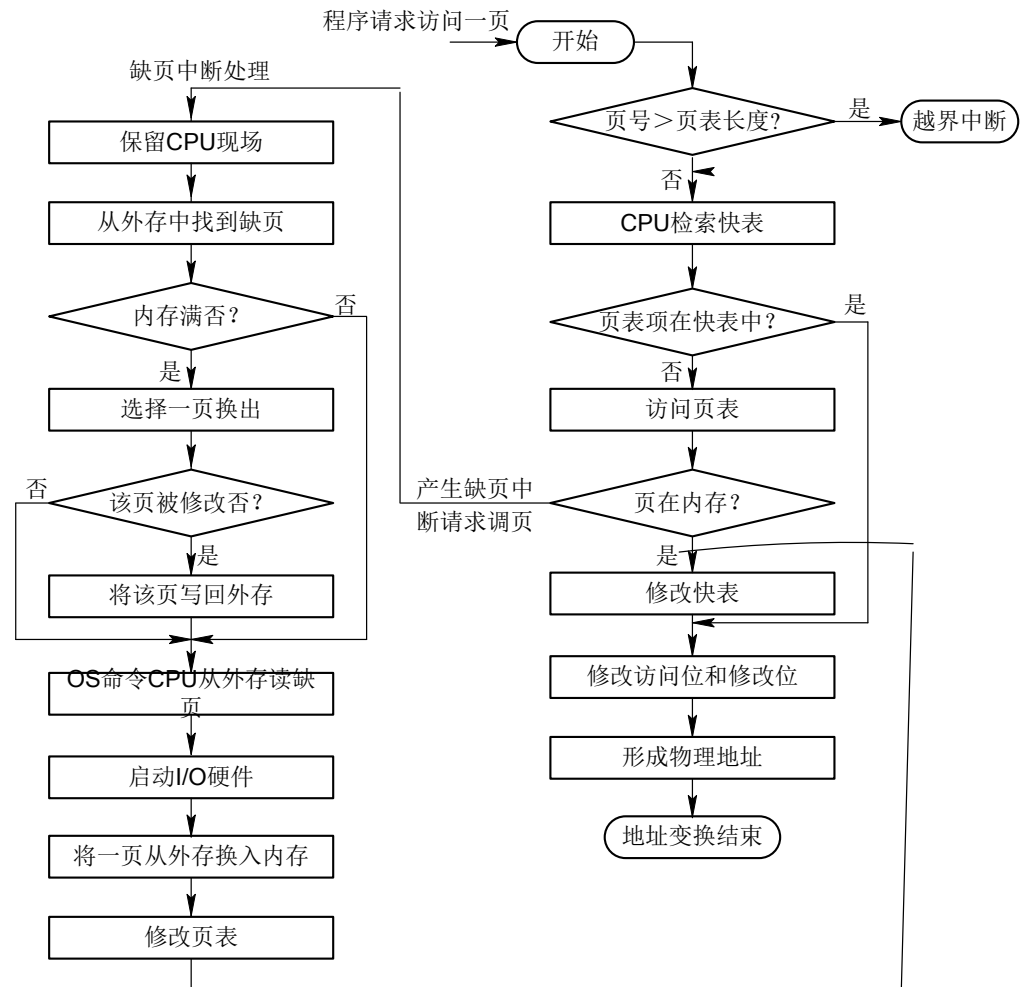 程序请求访问一页
开始
缺页中断处理
页号＞页表长度?
是
越界中断
保留CPU现场
否
从外存中找到缺页
CPU检索快表
内存满否？
否
页表项在快表中?
是
是
否
选择一页换出
访问页表
否
该页被修改否？
产生缺页中
断请求调页
页在内存？
是
是
将该页写回外存
修改快表
OS命令CPU从外存读缺
页
修改访问位和修改位
启动I/O硬件
形成物理地址
将一页从外存换入内存
地址变换结束
修改页表